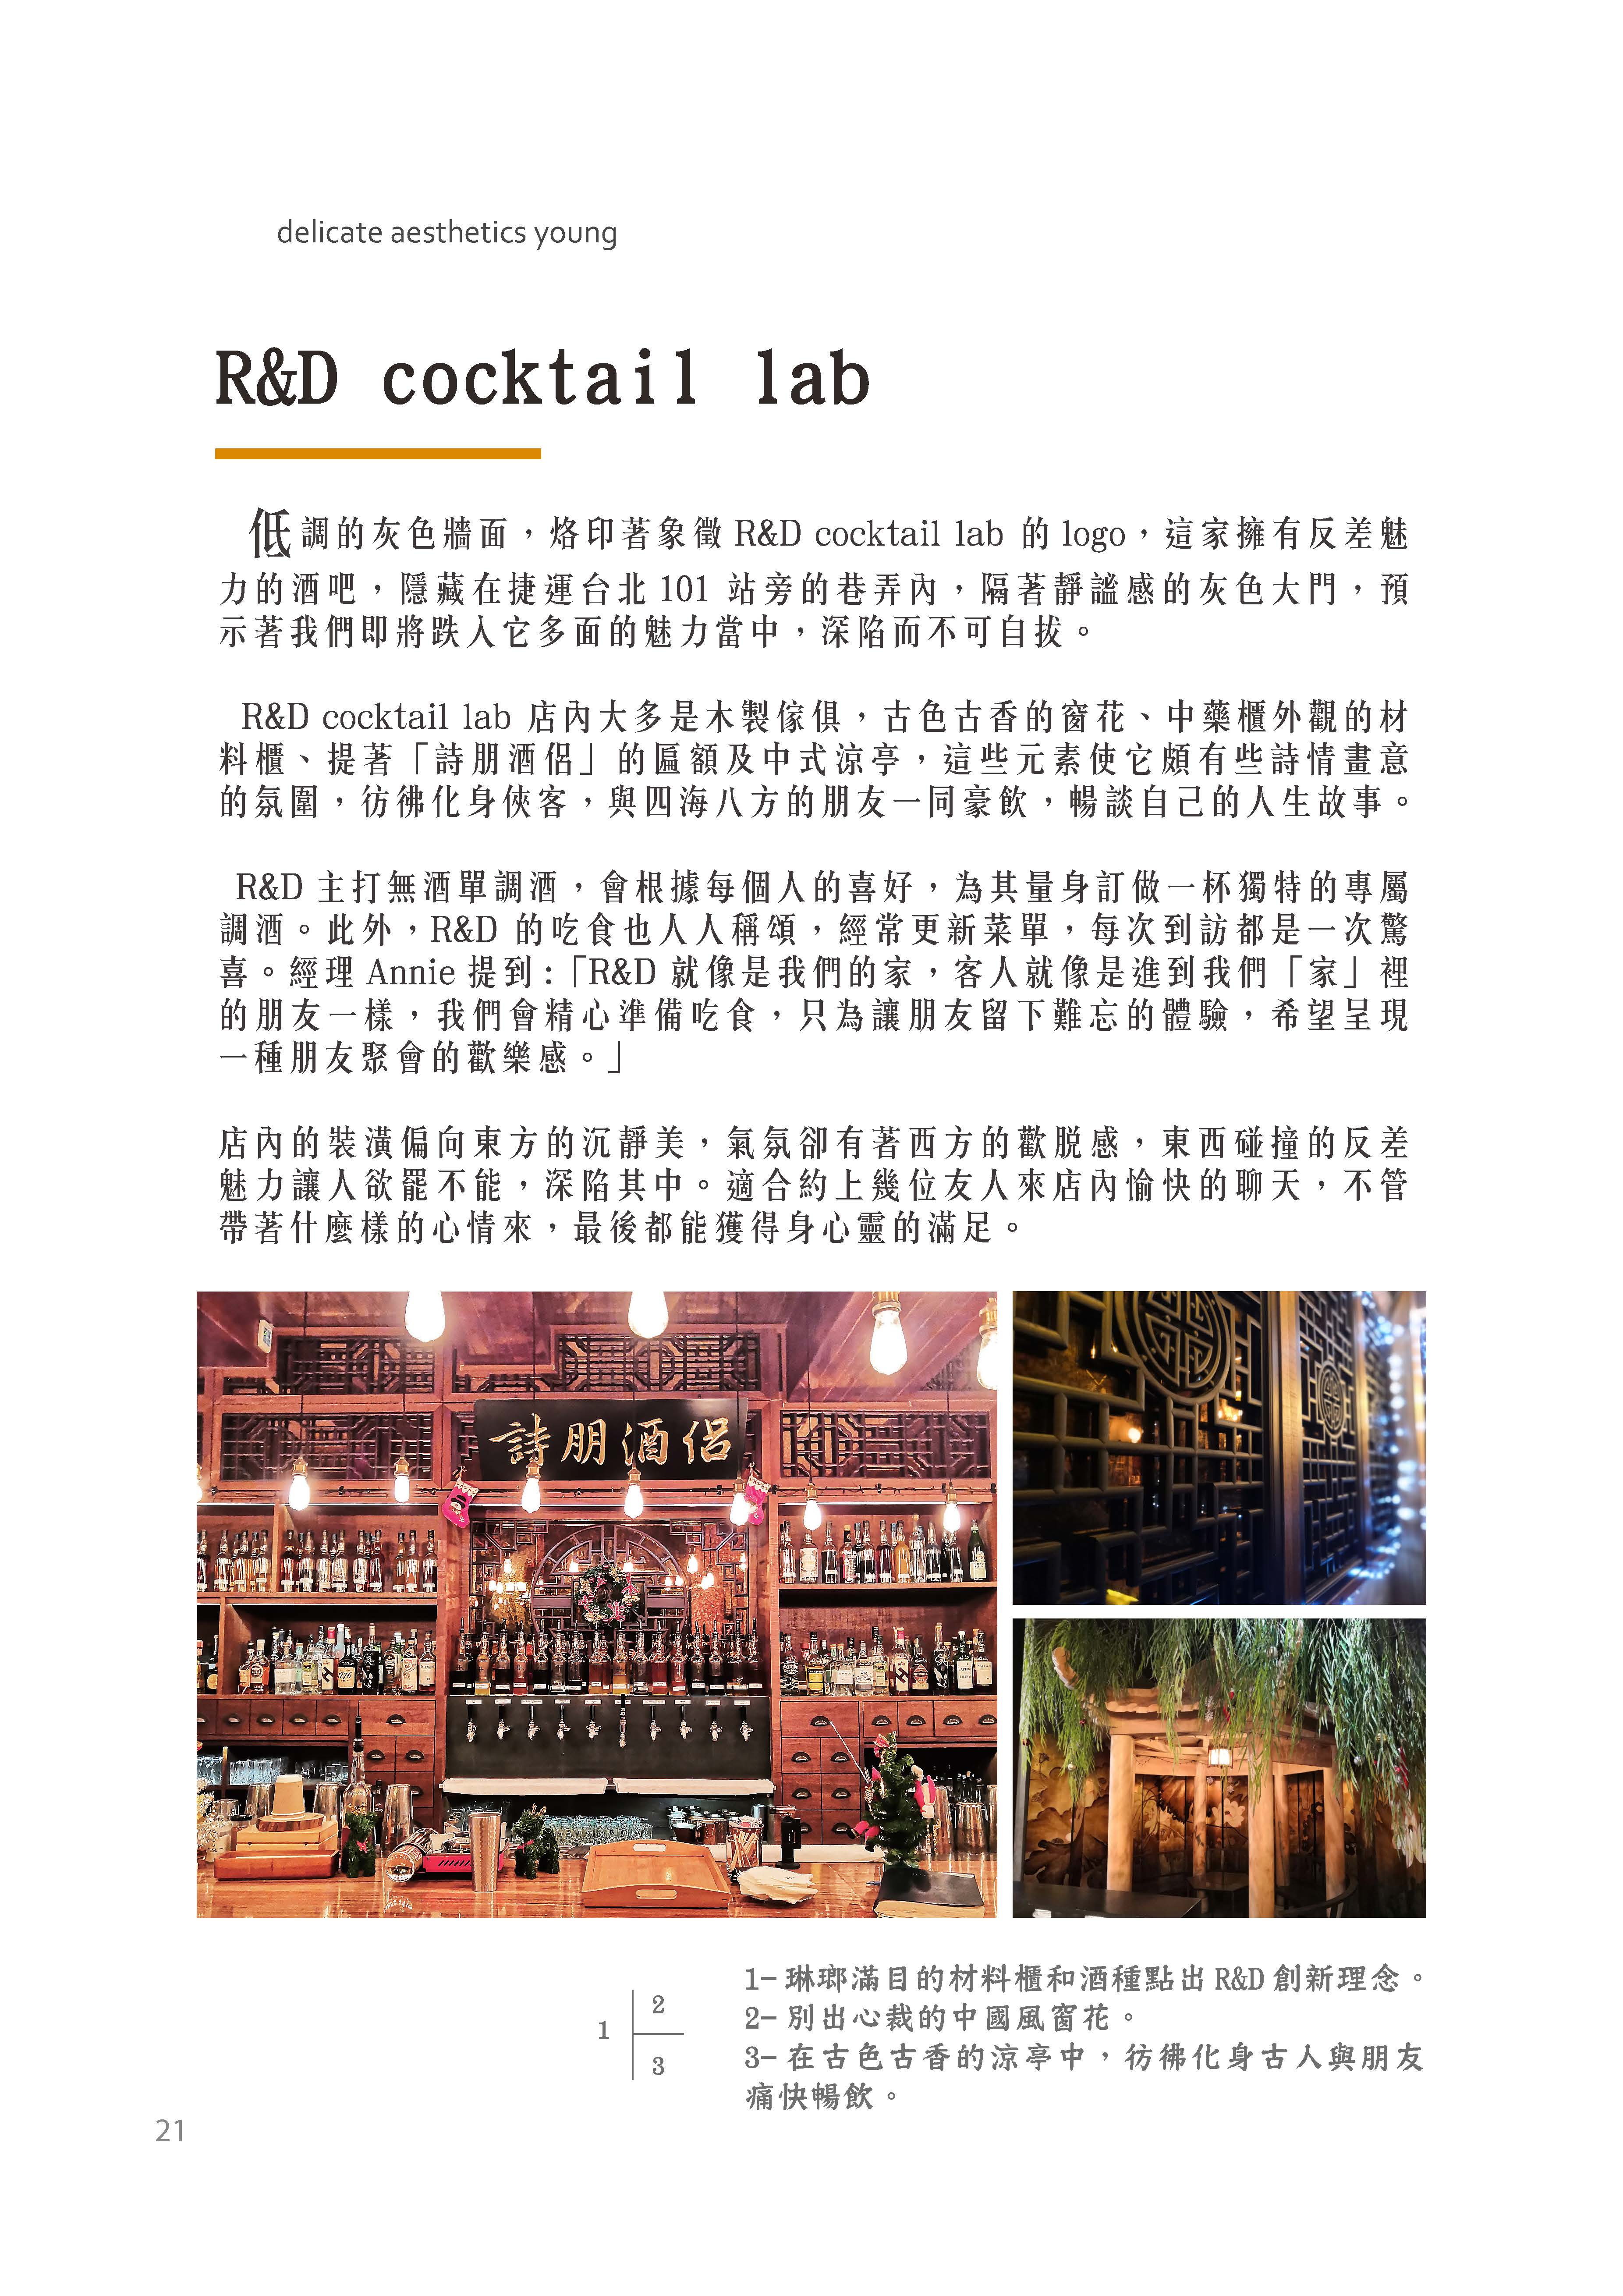 delicate aesthetics young
R&D cocktail lab
低調的灰色牆面，烙印著象徵 R&D cocktail lab 的 logo，這家擁有反差魅
力的酒吧，隱藏在捷運台北 101 站旁的巷弄內，隔著靜謐感的灰色大門，預
示著我們即將跌入它多面的魅力當中，深陷而不可自拔。
R&D cocktail lab 店內大多是木製傢俱，古色古香的窗花、中藥櫃外觀的材
料櫃、提著「詩朋酒侶」的匾額及中式涼亭，這些元素使它頗有些詩情畫意
的氛圍，彷彿化身俠客，與四海八方的朋友一同豪飲，暢談自己的人生故事。
R&D 主打無酒單調酒，會根據每個人的喜好，為其量身訂做一杯獨特的專屬
調酒。此外，R&D 的吃食也人人稱頌，經常更新菜單，每次到訪都是一次驚
喜。經理 Annie 提到:「R&D 就像是我們的家，客人就像是進到我們「家」裡
的朋友一樣，我們會精心準備吃食，只為讓朋友留下難忘的體驗，希望呈現
一種朋友聚會的歡樂感。」
店內的裝潢偏向東方的沉靜美，氣氛卻有著西方的歡脫感，東西碰撞的反差
魅力讓人欲罷不能，深陷其中。適合約上幾位友人來店內愉快的聊天，不管
帶著什麼樣的心情來，最後都能獲得身心靈的滿足。
詩朋酒侶
1
2
3
1- 琳瑯滿目的材料櫃和酒種點出 R&D 創新理念。
2- 別出心裁的中國風窗花。
3- 在古色古香的涼亭中，彷彿化身古人與朋友
痛快暢飲。
21